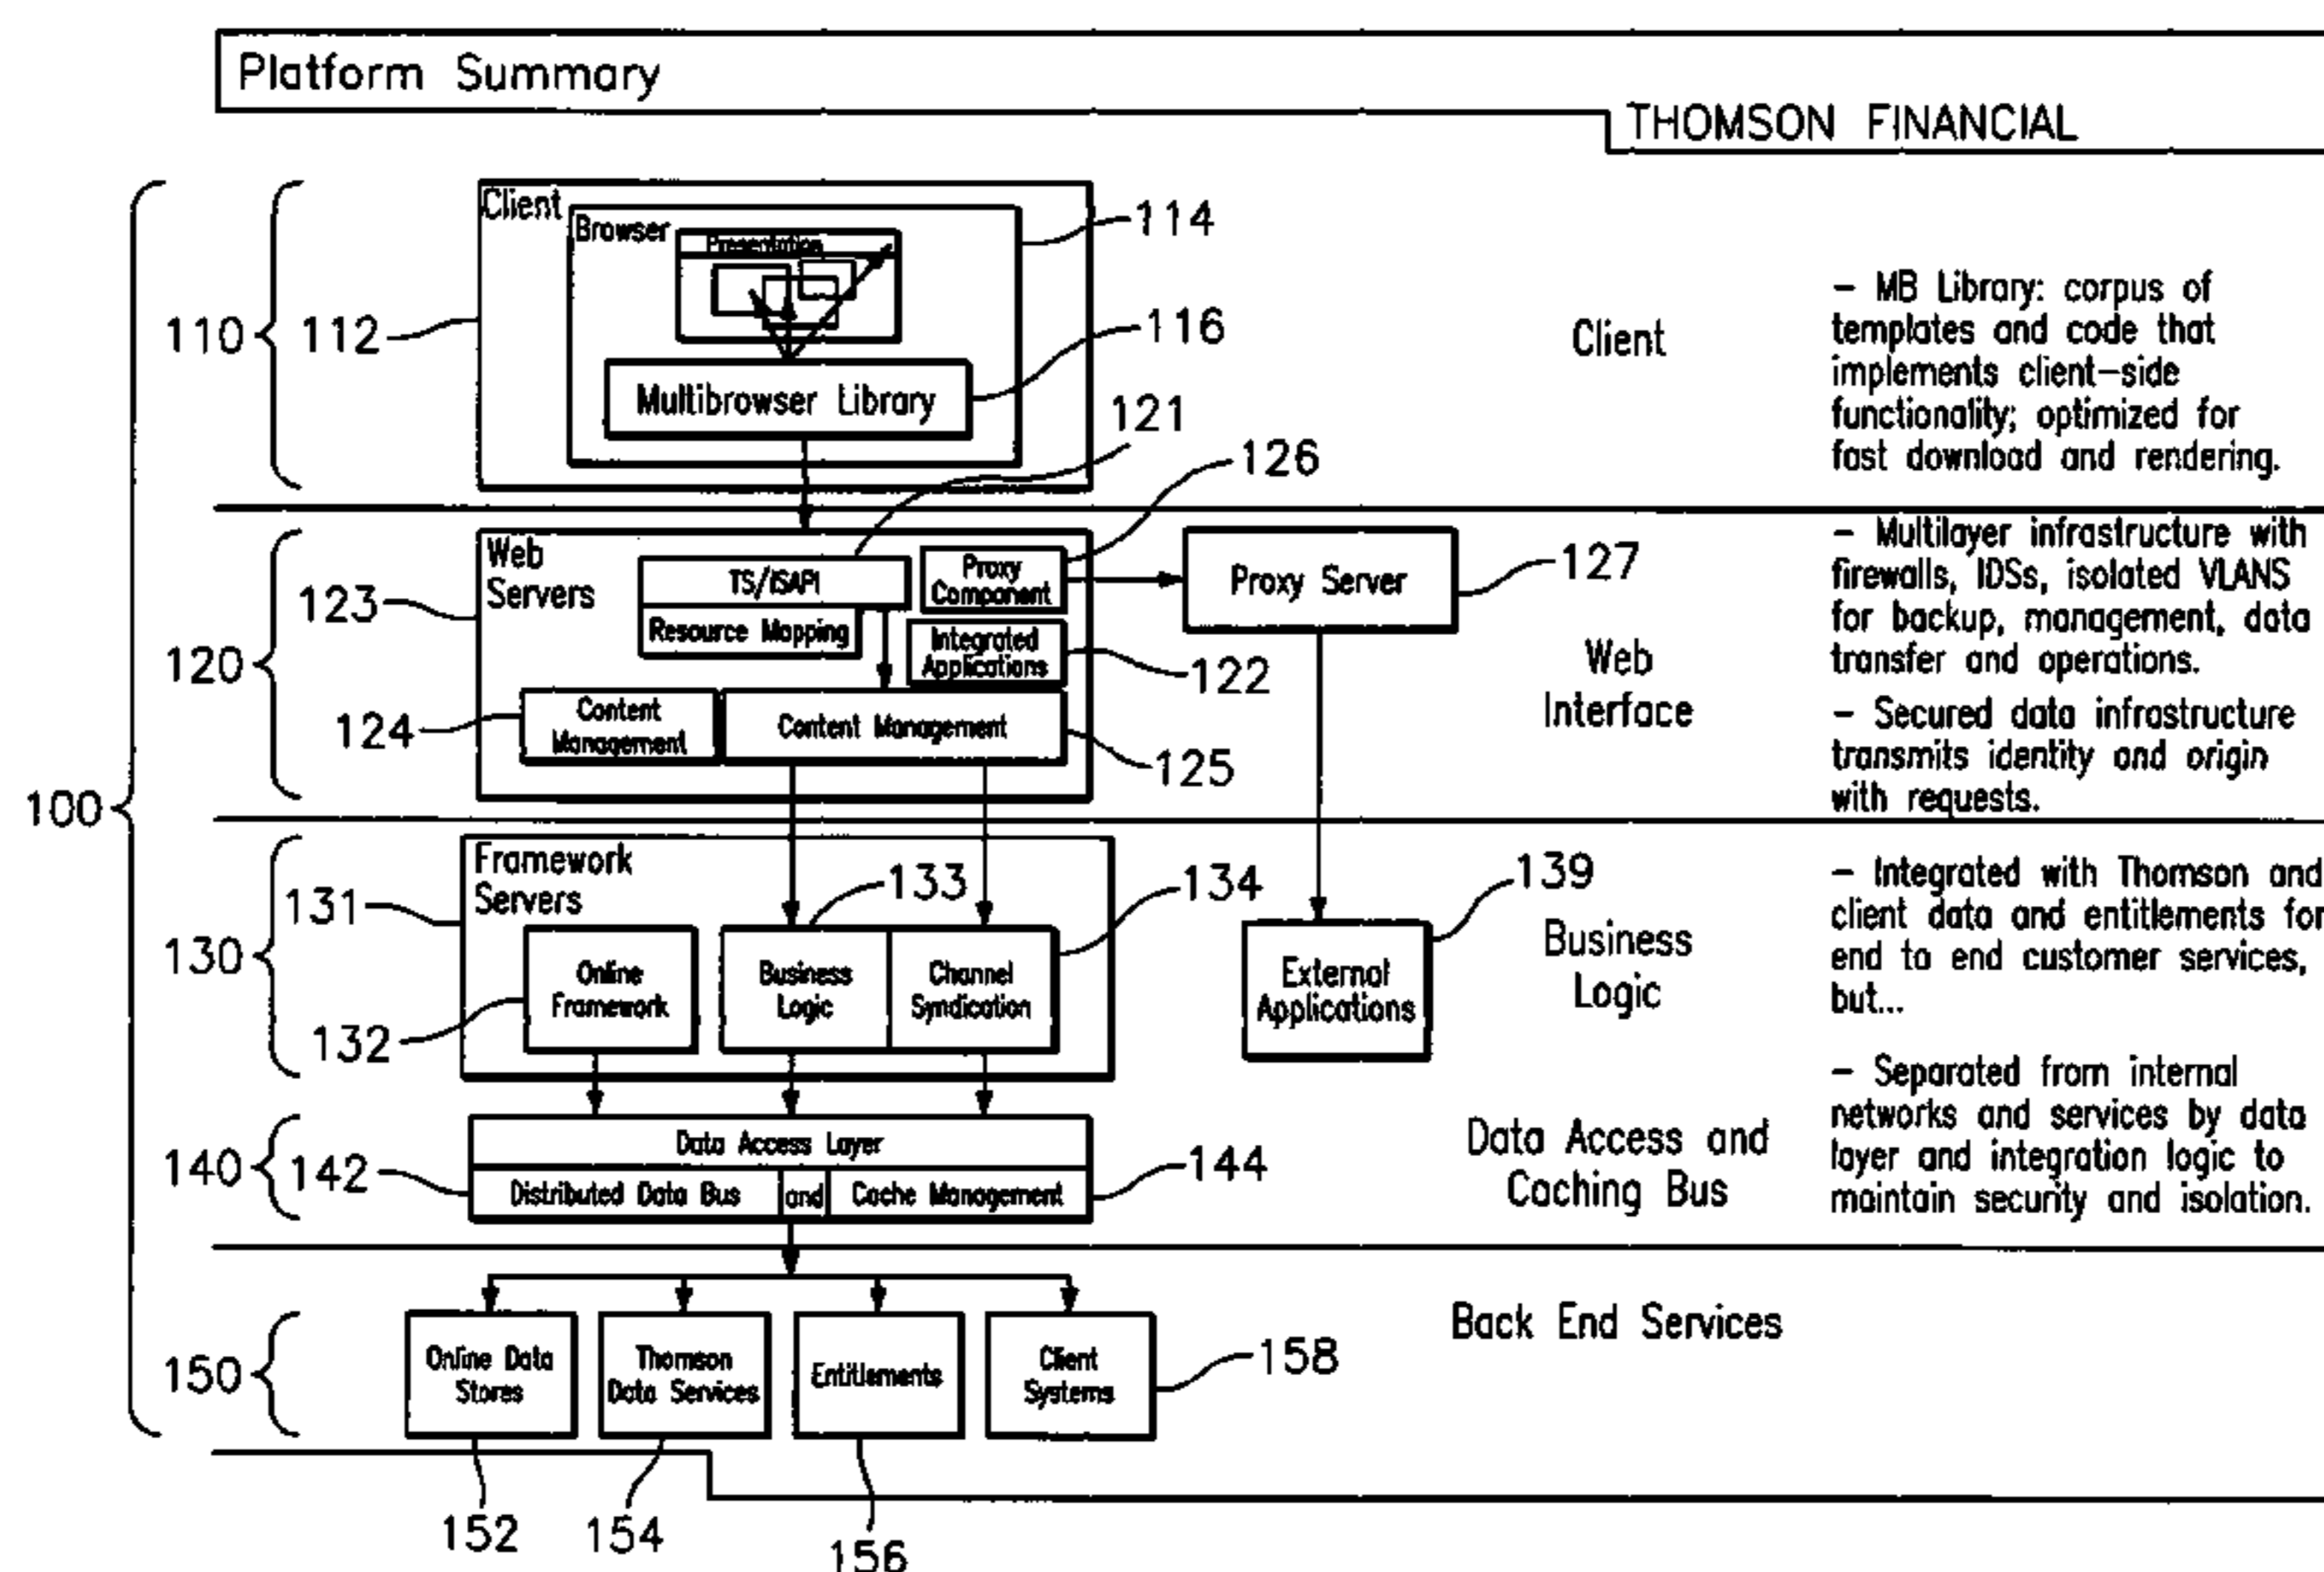 Platform Summary
THOMSON FINANCIAL
Client
Browser
Presentation
Multibrowser Library
114
116
121
126
110
112
Client
– MB Library: corpus of
templates and code that
implements client–side
functionality; optimized for
fast download and rendering.
Web
Servers
TS/ISAPI
Resource Mapping
Proxy
Component
Integrated
Applications
Content
Management
Content Management
Proxy Server
127
123
120
122
124
125
100
Web
Interface
– Multilayer infrastructure with
firewalls, IDSs, isolated VLANS
for backup, management, data
transfer and operations.
– Secured data infrastructure
transmits identity and origin
with requests.
Framework
Servers
133
134
139
131
130
132
Online
Framework
Business
Logic
Channel
Syndication
External
Applications
Business
Logic
– Integrated with Thomson and
client data and entitlements for
end to end customer services,
but...
– Separated from internal
networks and services by data
layer and integration logic to
maintain security and isolation.
Data Access Layer
Distributed Data Bus and Cache Management
140
142
144
Data Access and
Caching Bus
Back End Services
150
Online Data
Stores
Thomson
Data Services
Entitlements
Client
Systems
158
152
154
156